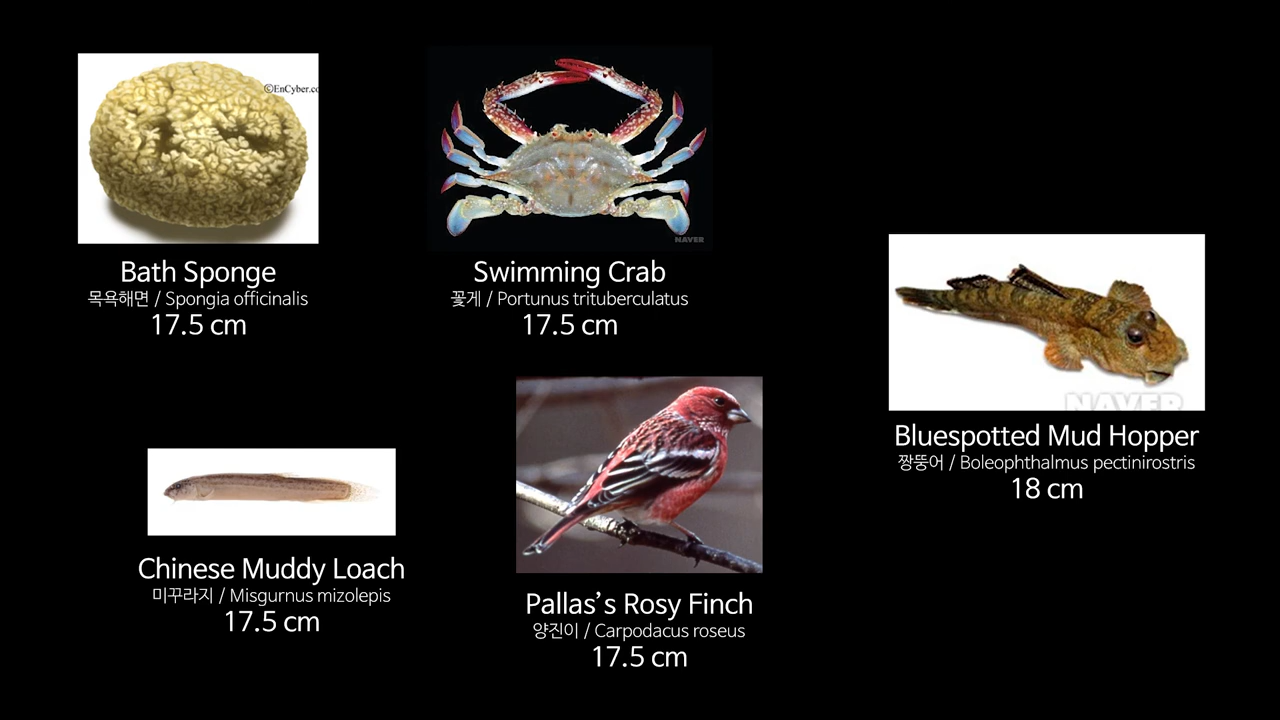 ©EnCyber.co
Bath Sponge
목욕해면 / Spongia officinalis
17.5 cm
NAVER
Swimming Crab
꽃게 / Portunus trituberculatus
17.5 cm
NAVER
Bluespotted Mud Hopper
짱뚱어 / Boleophthalmus pectinirostris
18 cm
Chinese Muddy Loach
미꾸라지 / Misgurnus mizolepis
17.5 cm
Pallas’s Rosy Finch
양진이 / Carpodacus roseus
17.5 cm